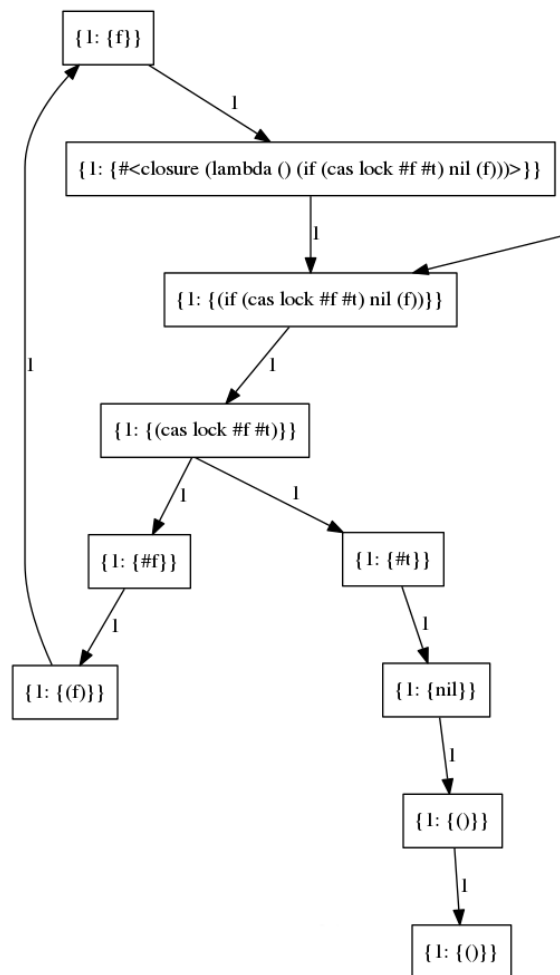 {1: {f}}
1
{1: {#<closure (lambda () (if (cas lock #f #t) nil (f)))>}}
1
{1: {(if (cas lock #f #t) nil (f))}}
1
1
{1: {(cas lock #f #t)}}
1
1
{1: {#f}}
{1: {#t}}
1
1
{1: {(f)}}
{1: {nil}}
1
{1: {()}}
1
{1: {()}}